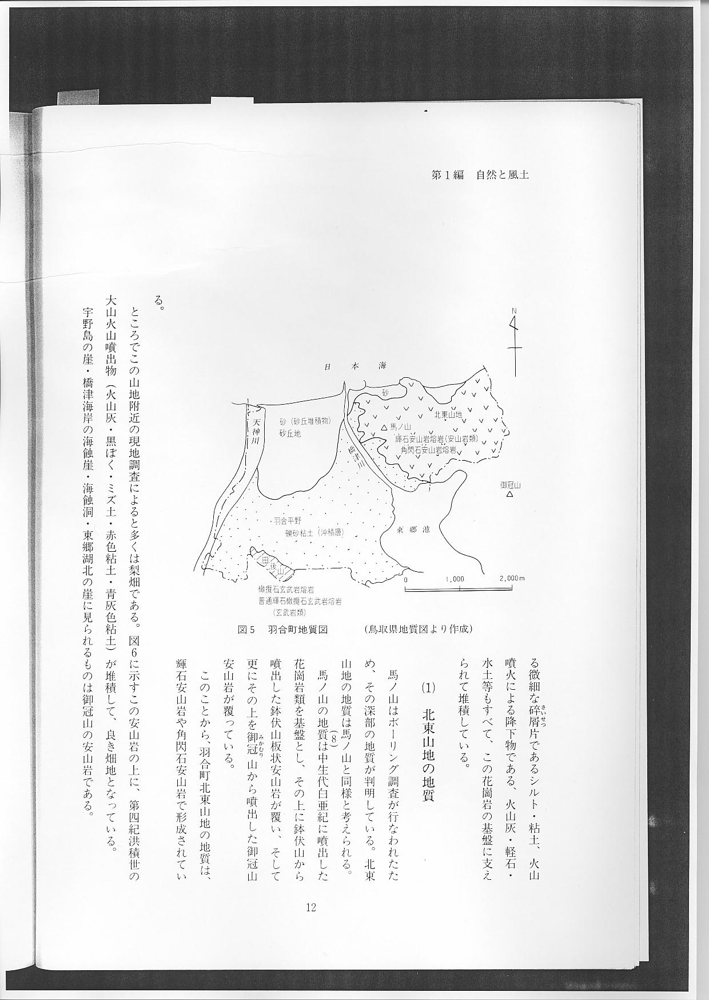 第1編　自然と風土
る微細な碎屑片であるシルト・粘土、火山
さいせつ
噴火による降下物である、火山灰・軽石・
水土等もすべて、この花崗岩の基盤に支え
られて堆積している。
(1)　北東山地の地質
馬ノ山はボーリング調査が行なわれたた
め、その深部の地質が判明している。北東
山地の地質は馬ノ山と同様と考えられる。
(8)
馬ノ山の地質は中生代白亜紀に噴出した
花崗岩類を基盤とし、その上に鉢伏山から
噴出した鉢伏山板状安山岩が覆い、そして
更にその上を御冠山から噴出した御冠山
みかむり
安山岩が覆っている。
このことから、羽合町北東山地の地質は、
輝石安山岩や角閃石安山岩で形成されてい
N
日本海
砂
北東山地
△馬ノ山
輝石安山岩熔岩(安山岩類)
角閃石安山岩熔岩
天神川
砂（砂丘堆積物）
砂丘地
橋津川
御冠山
△
羽合平野
礫砂粘土（沖積層）
東郷池
田後山
橄欖石玄武岩熔岩
普通輝石橄欖石玄武岩熔岩
(玄武岩類)
0　1,000　2,000m
図5　羽合町地質図　(鳥取県地質図より作成)
る。
ところでこの山地附近の現地調査によると多くは梨畑である。図6に示すこの安山岩の上に、第四紀洪積世の
大山火山噴出物（火山灰・黒ぼく・ミズ土・赤色粘土・青灰色粘土）が堆積して、良き畑地となっている。
宇野島の崖・橋津海岸の海蝕崖・海蝕洞・東郷湖北の崖に見られるものは御冠山の安山岩である。
12